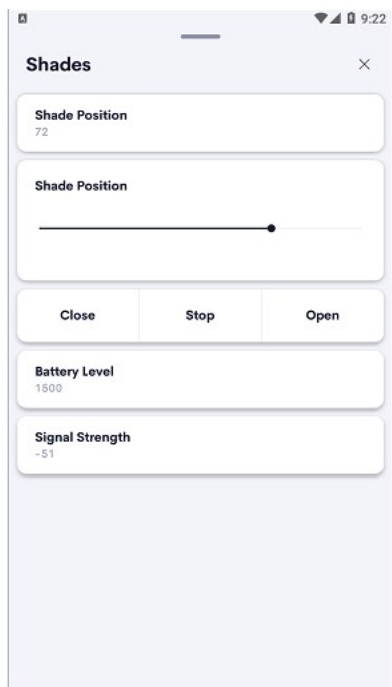 9:22
Shades
Shade Position
72
Shade Position
Close Stop Open
Battery Level
1500
Signal Strength
-51